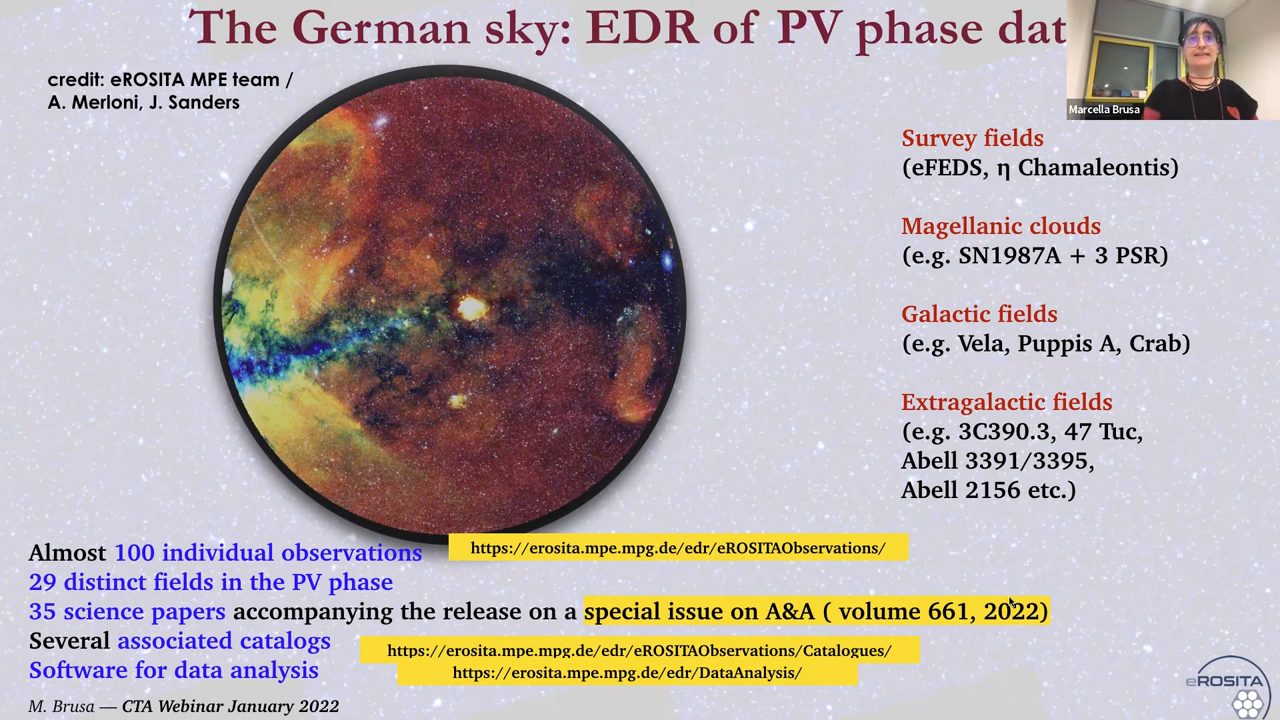 The German sky: EDR of PV phase dat
credit: eROSITA MPE team /
A. Merloni, J. Sanders
Marcella Brusa
Survey fields
(eFEDS, η Chamaleontis)
Magellanic clouds
(e.g. SN1987A + 3 PSR)
Galactic fields
(e.g. Vela, Puppis A, Crab)
Extragalactic fields
(e.g. 3C390.3, 47 Tuc,
Abell 3391/3395,
Abell 2156 etc.)
Almost 100 individual observations
https://erosita.mpe.mpg.de/edr/eROSITAObservations/
29 distinct fields in the PV phase
35 science papers accompanying the release on a special issue on A&A ( volume 661, 2022)
Several associated catalogs
https://erosita.mpe.mpg.de/edr/eROSITAObservations/Catalogues/
Software for data analysis
https://erosita.mpe.mpg.de/edr/DataAnalysis/
M. Brusa — CTA Webinar January 2022
eROSITA